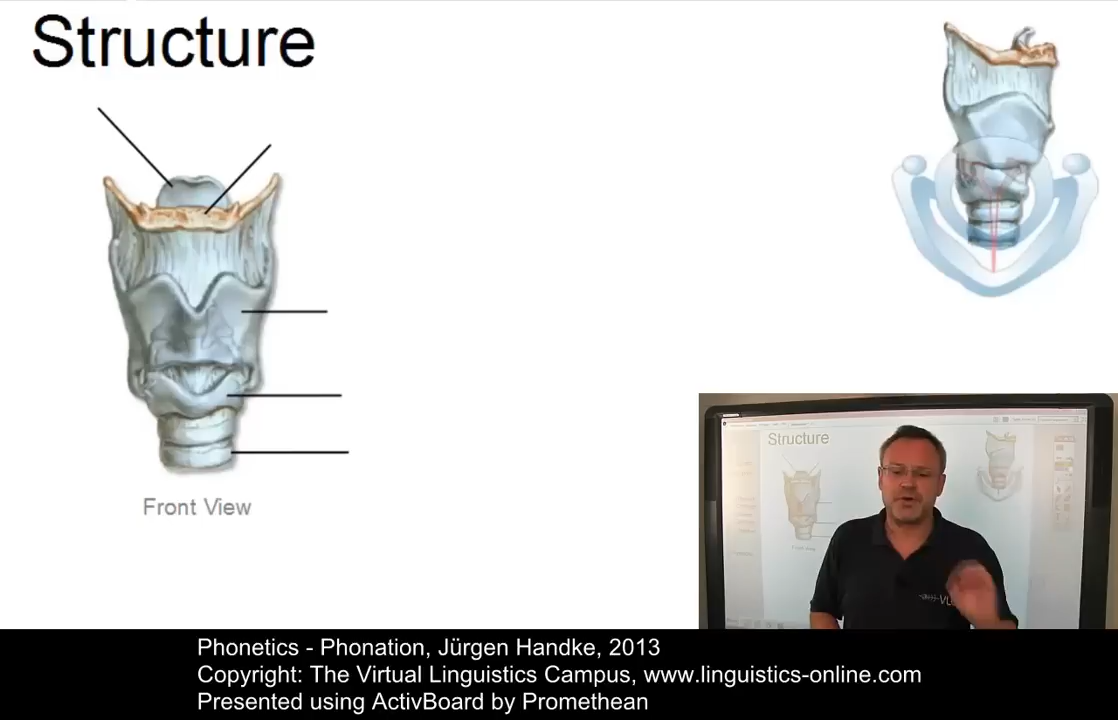 Structure
Front View
Structure
VL
Phonetics - Phonation, Jürgen Handke, 2013
Copyright: The Virtual Linguistics Campus, www.linguistics-online.com
Presented using ActivBoard by Promethean